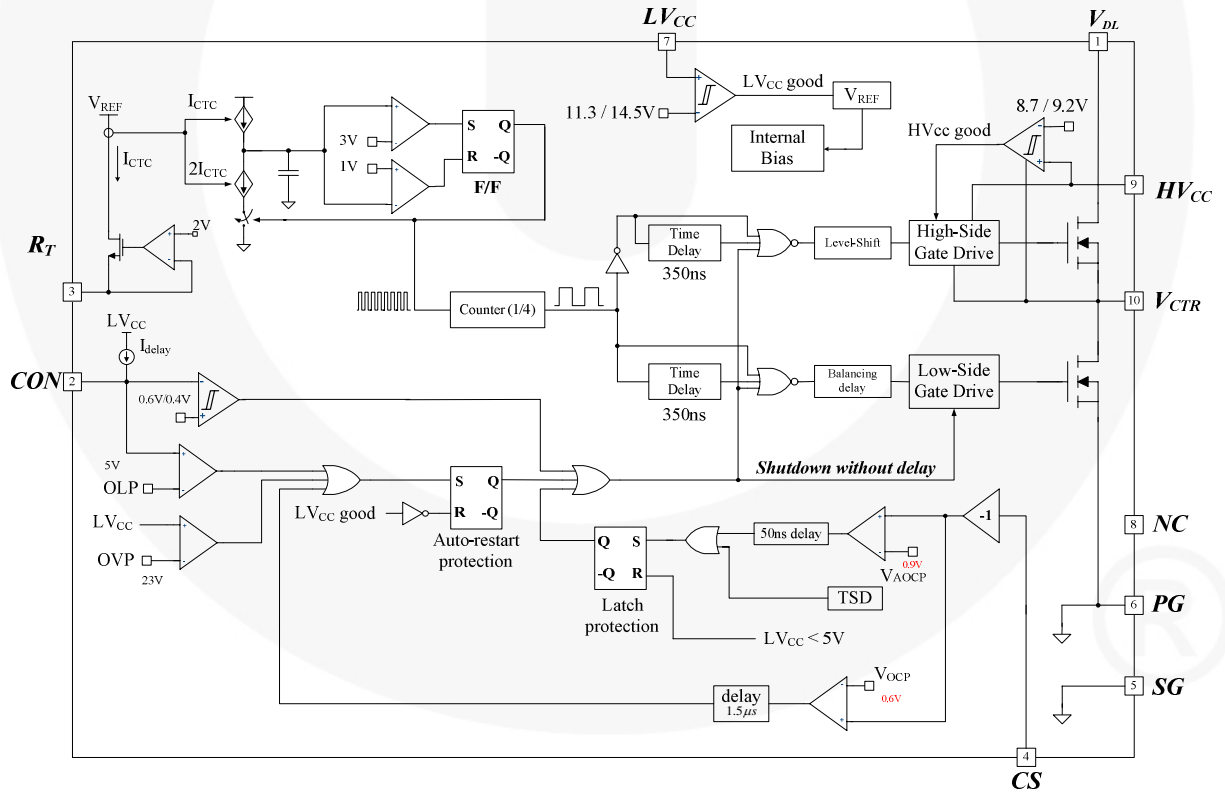 LVCC
VDL
7
1
LVCC good
VREF
11.3 / 14.5V
Internal
Bias
8.7 / 9.2V
HVcc good
VREF
ICTC
ICTC
2ICTC
3V
1V
S Q
R -Q
F/F
9
HVCC
2V
RT
3
Time
Delay
350ns
Level-Shift
High-Side
Gate Drive
10
VCTR
Counter (1/4)
LVCC
Idelay
CON
2
0.6V/0.4V
Time
Delay
350ns
Balancing
delay
Low-Side
Gate Drive
5V
OLP
LVCC
OVP
23V
LVCC good
S Q
R -Q
Auto-restart
protection
Shutdown without delay
Q S
-Q R
Latch
protection
50ns delay
-1
0.9V
VAOCP
TSD
LVCC < 5V
8
NC
6
PG
5
SG
delay
1.5μs
VOCP
0.6V
4
CS
®